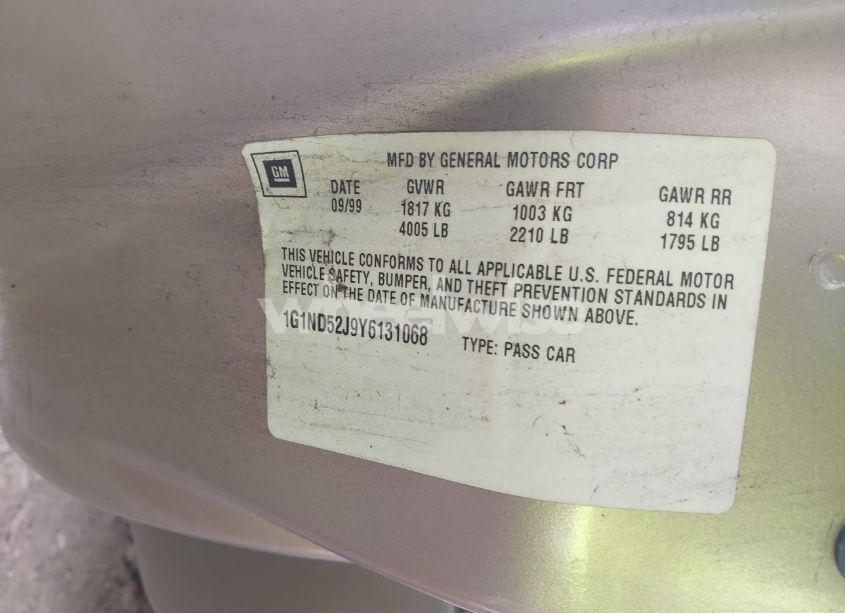 GM
MFD BY GENERAL MOTORS CORP
DATE GVWR GAWR FRT GAWR RR
09/99 1817 KG 1003 KG 814 KG
4005 LB 2210 LB 1795 LB
THIS VEHICLE CONFORMS TO ALL APPLICABLE U.S. FEDERAL MOTOR
VEHICLE SAFETY, BUMPER, AND THEFT PREVENTION STANDARDS IN
EFFECT ON THE DATE OF MANUFACTURE SHOWN ABOVE.
1G1ND52J9Y6131068 TYPE: PASS CAR